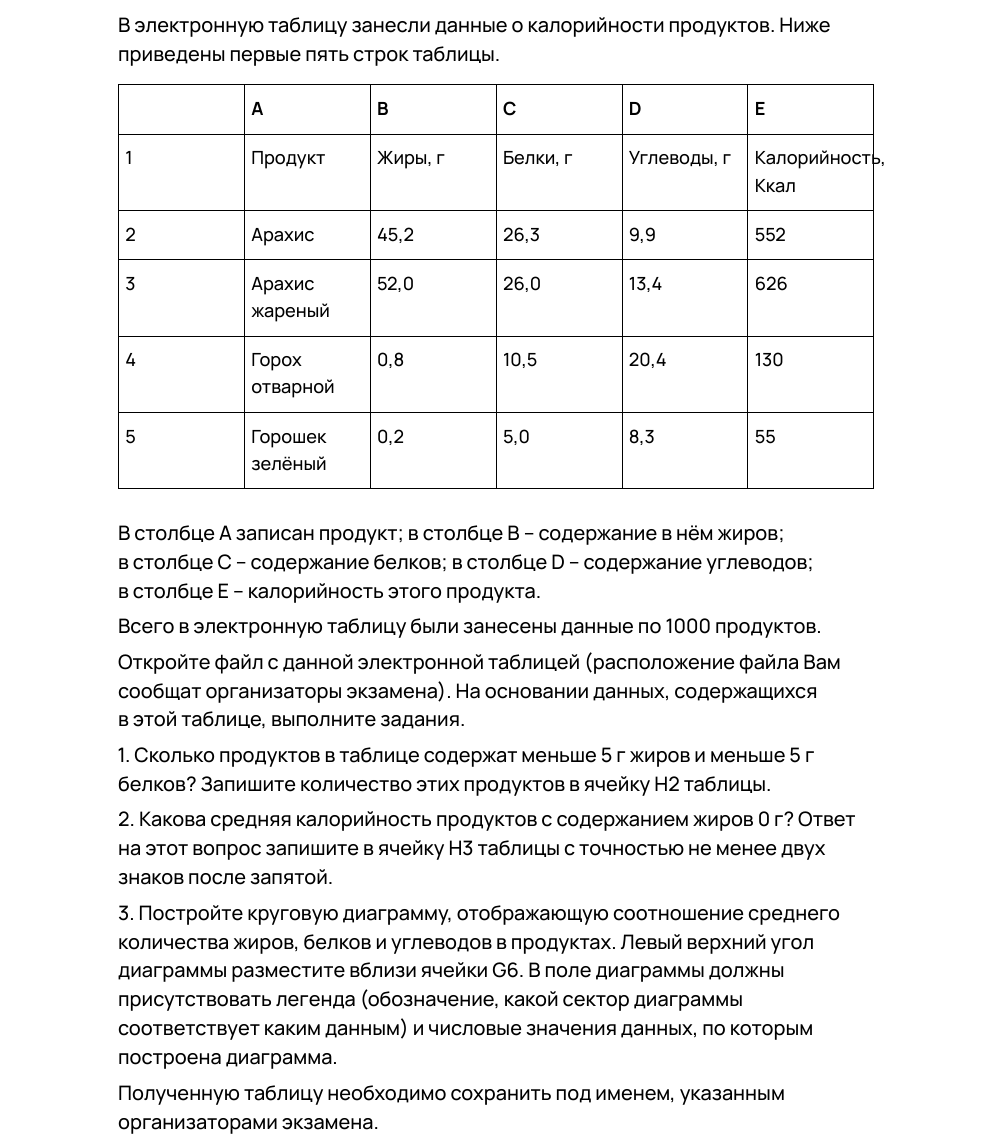 В электронную таблицу занесли данные о калорийности продуктов. Ниже
приведены первые пять строк таблицы.
A B C D E
1 Продукт Жиры, г Белки, г Углеводы, г Калорийность,
Ккал
2 Арахис 45,2 26,3 9,9 552
3 Арахис 52,0 26,0 13,4 626
жареный
4 Горох 0,8 10,5 20,4 130
отварной
5 Горошек 0,2 5,0 8,3 55
зелёный
В столбце A записан продукт; в столбце B – содержание в нём жиров;
в столбце C – содержание белков; в столбце D – содержание углеводов;
в столбце E – калорийность этого продукта.
Всего в электронную таблицу были занесены данные по 1000 продуктов.
Откройте файл с данной электронной таблицей (расположение файла Вам
сообщат организаторы экзамена). На основании данных, содержащихся
в этой таблице, выполните задания.
1. Сколько продуктов в таблице содержат меньше 5 г жиров и меньше 5 г
белков? Запишите количество этих продуктов в ячейку H2 таблицы.
2. Какова средняя калорийность продуктов с содержанием жиров 0 г? Ответ
на этот вопрос запишите в ячейку H3 таблицы с точностью не менее двух
знаков после запятой.
3. Постройте круговую диаграмму, отображающую соотношение среднего
количества жиров, белков и углеводов в продуктах. Левый верхний угол
диаграммы разместите вблизи ячейки G6. В поле диаграммы должны
присутствовать легенда (обозначение, какой сектор диаграммы
соответствует каким данным) и числовые значения данных, по которым
построена диаграмма.
Полученную таблицу необходимо сохранить под именем, указанным
организаторами экзамена.